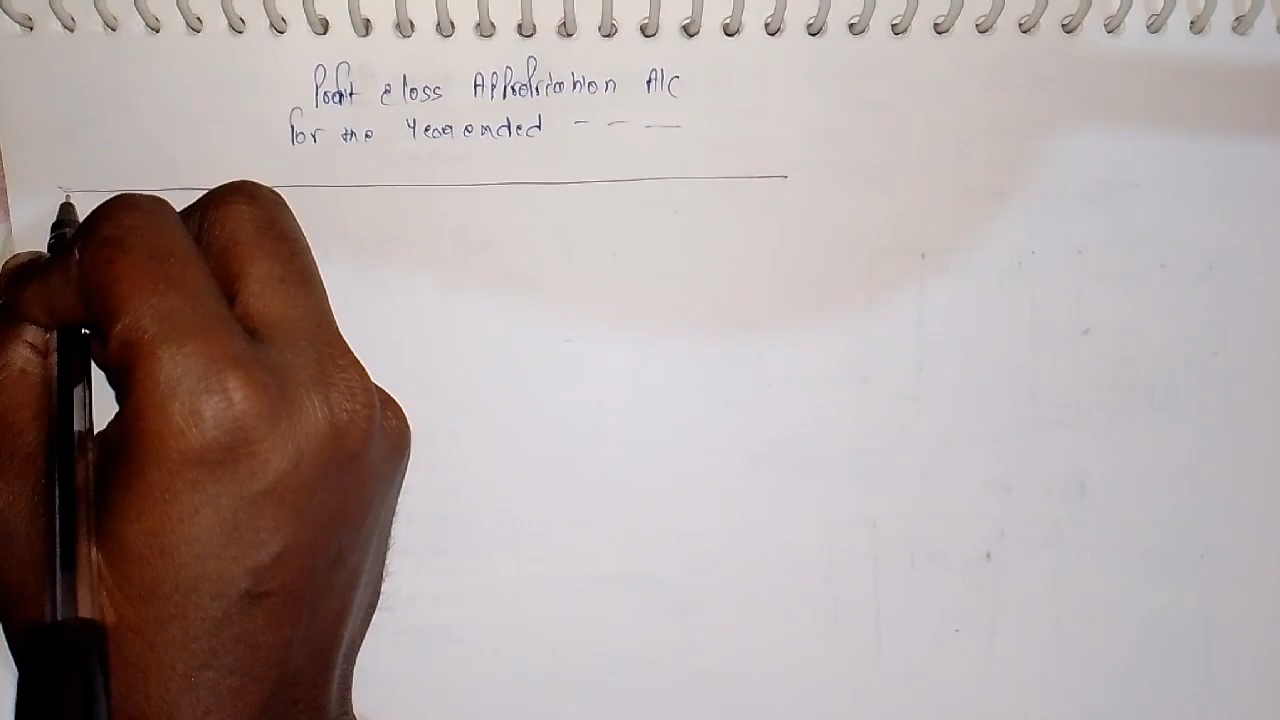 Profit & loss Appropriation A/c
for the Year ended - - —